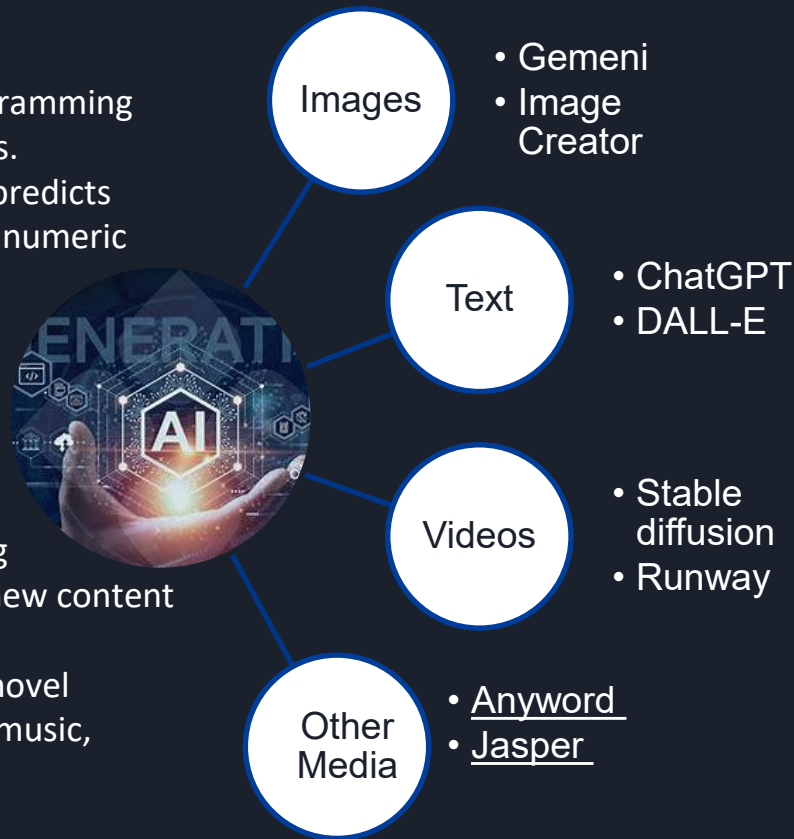 ramming
s.
predicts
numeric
g
new content
novel
music,
Images
• Gemeni
• Image
Creator
Text
• ChatGPT
• DALL-E
Videos
• Stable
diffusion
• Runway
Other
Media
• Anyword
• Jasper
ENERATI
</>
AI